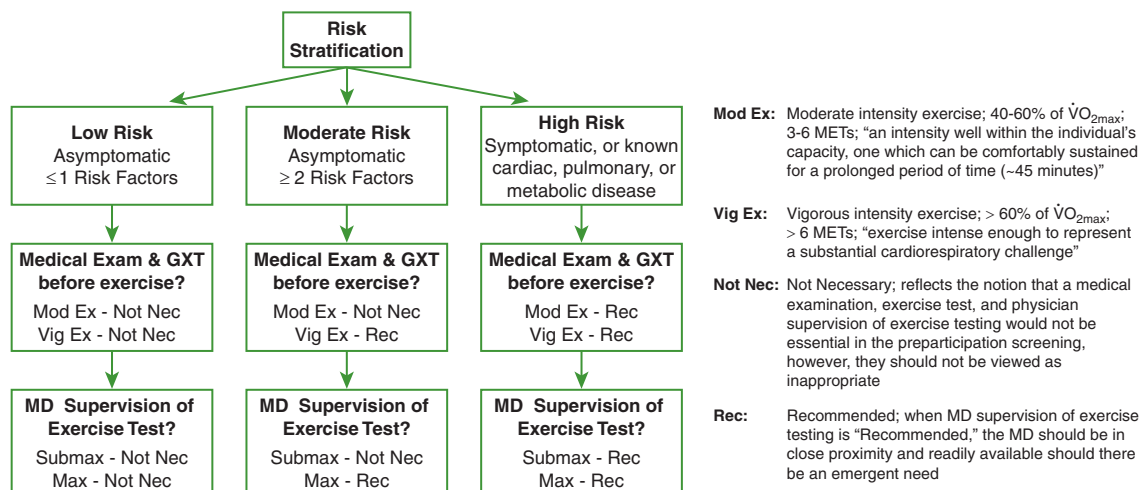 Risk
Stratification
Low Risk
Asymptomatic
≤ 1 Risk Factors
Moderate Risk
Asymptomatic
≥ 2 Risk Factors
High Risk
Symptomatic, or known
cardiac, pulmonary, or
metabolic disease
Medical Exam & GXT
before exercise?
Mod Ex - Not Nec
Vig Ex - Not Nec
Medical Exam & GXT
before exercise?
Mod Ex - Not Nec
Vig Ex - Rec
Medical Exam & GXT
before exercise?
Mod Ex - Rec
Vig Ex - Rec
MD Supervision of
Exercise Test?
Submax - Not Nec
Max - Not Nec
MD Supervision of
Exercise Test?
Submax - Not Nec
Max - Rec
MD Supervision of
Exercise Test?
Submax - Rec
Max - Rec
Mod Ex: Moderate intensity exercise; 40-60% of V̇O2max;
3-6 METs; “an intensity well within the individual’s
capacity, one which can be comfortably sustained
for a prolonged period of time (~45 minutes)”
Vig Ex: Vigorous intensity exercise; > 60% of V̇O2max;
> 6 METs; “exercise intense enough to represent
a substantial cardiorespiratory challenge”
Not Nec: Not Necessary; reflects the notion that a medical
examination, exercise test, and physician
supervision of exercise testing would not be
essential in the preparticipation screening,
however, they should not be viewed as
inappropriate
Rec: Recommended; when MD supervision of exercise
testing is “Recommended,” the MD should be in
close proximity and readily available should there
be an emergent need